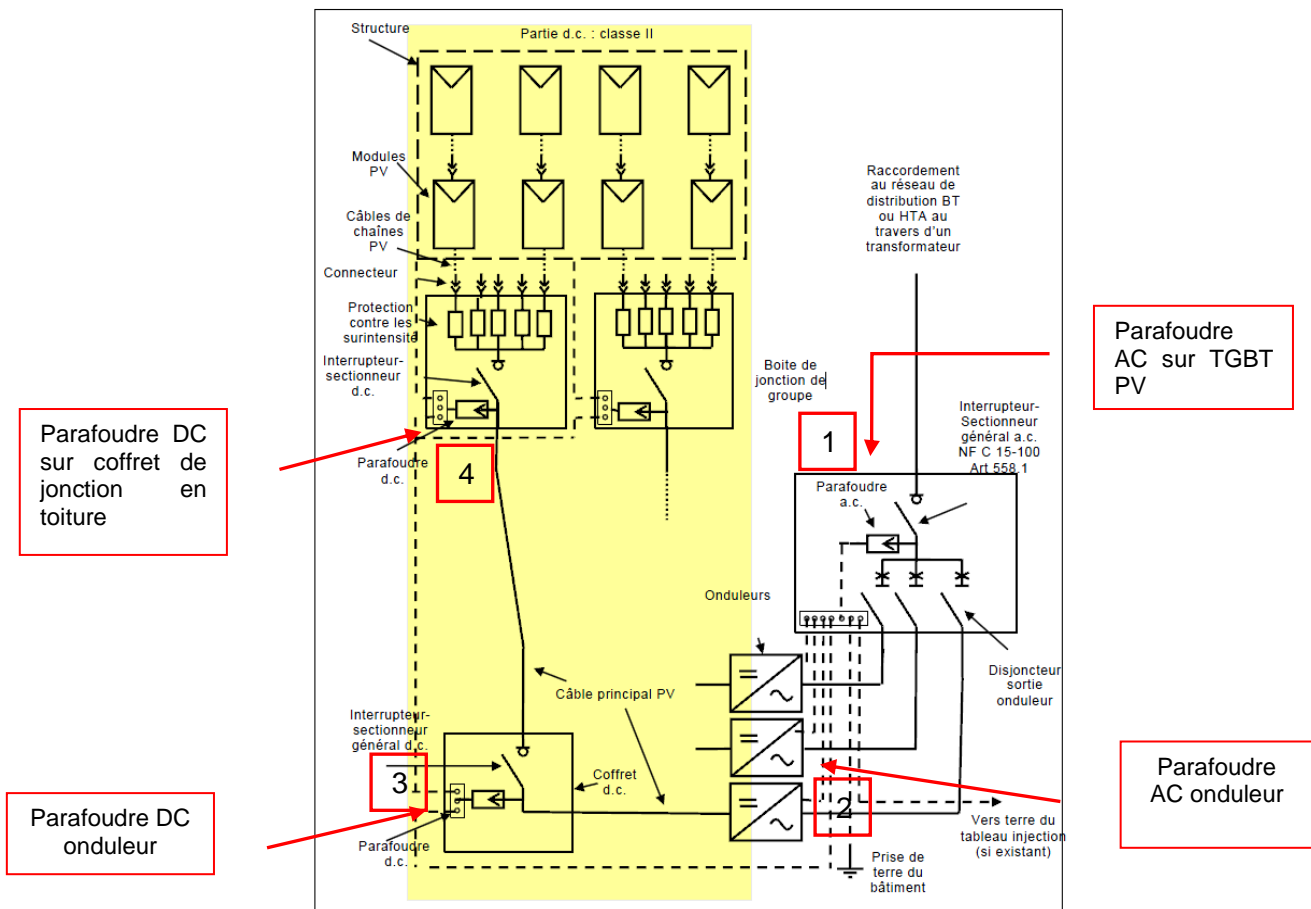 Structure
Partie d.c. : classe II
Modules
PV
Câbles de
chaînes
PV
Connecteur
Protection
contre les
surintensité
Interrupteur-
sectionneur
d.c.
Parafoudre
d.c.
4
Parafoudre DC
sur coffret de
jonction en
toiture
Raccordement
au réseau de
distribution BT
ou HTA au
travers d'un
transformateur
Parafoudre
AC sur TGBT
PV
Boite de
jonction de
groupe
1
Interrupteur-
Sectionneur
général a.c.
NF C 15-100
Art 558.1
Parafoudre
a.c.
Onduleurs
Disjoncteur
sortie
onduleur
Câble principal PV
Interrupteur-
sectionneur
général d.c.
3
Coffret
d.c.
Parafoudre
d.c.
Parafoudre DC
onduleur
2
Parafoudre
AC onduleur
Vers terre du
tableau injection
(si existant)
Prise de
terre du
bâtiment